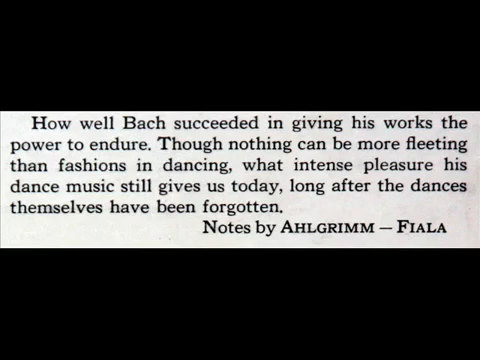 How well Bach succeeded in giving his works the
power to endure. Though nothing can be more fleeting
than fashions in dancing, what intense pleasure his
dance music still gives us today, long after the dances
themselves have been forgotten.
Notes by AHLGRIMM – FIALA